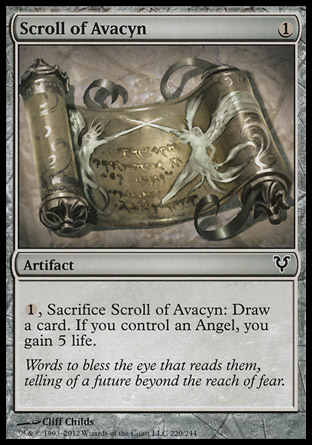 Scroll of Avacyn 1
Artifact
1, Sacrifice Scroll of Avacyn: Draw
a card. If you control an Angel, you
gain 5 life.
Words to bless the eye that reads them,
telling of a future beyond the reach of fear.
Cliff Childs
™ & © 1993–2012 Wizards of the Coast LLC 220/244